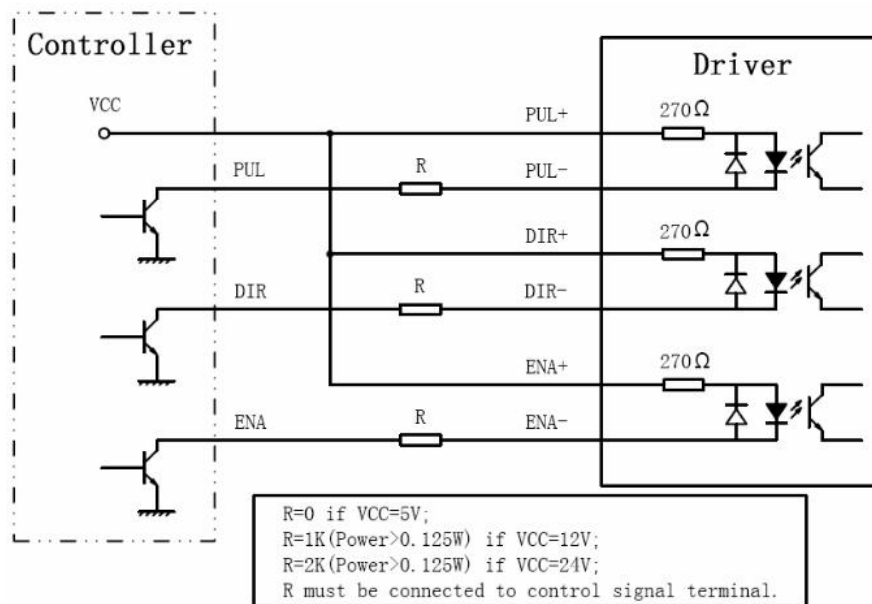 Controller
Driver
VCC
PUL+
270Ω
PUL
R
PUL-
DIR+
270Ω
DIR
R
DIR-
ENA+
270Ω
ENA
R
ENA-
R=0 if VCC=5V;
R=1K(Power>0.125W) if VCC=12V;
R=2K(Power>0.125W) if VCC=24V;
R must be connected to control signal terminal.